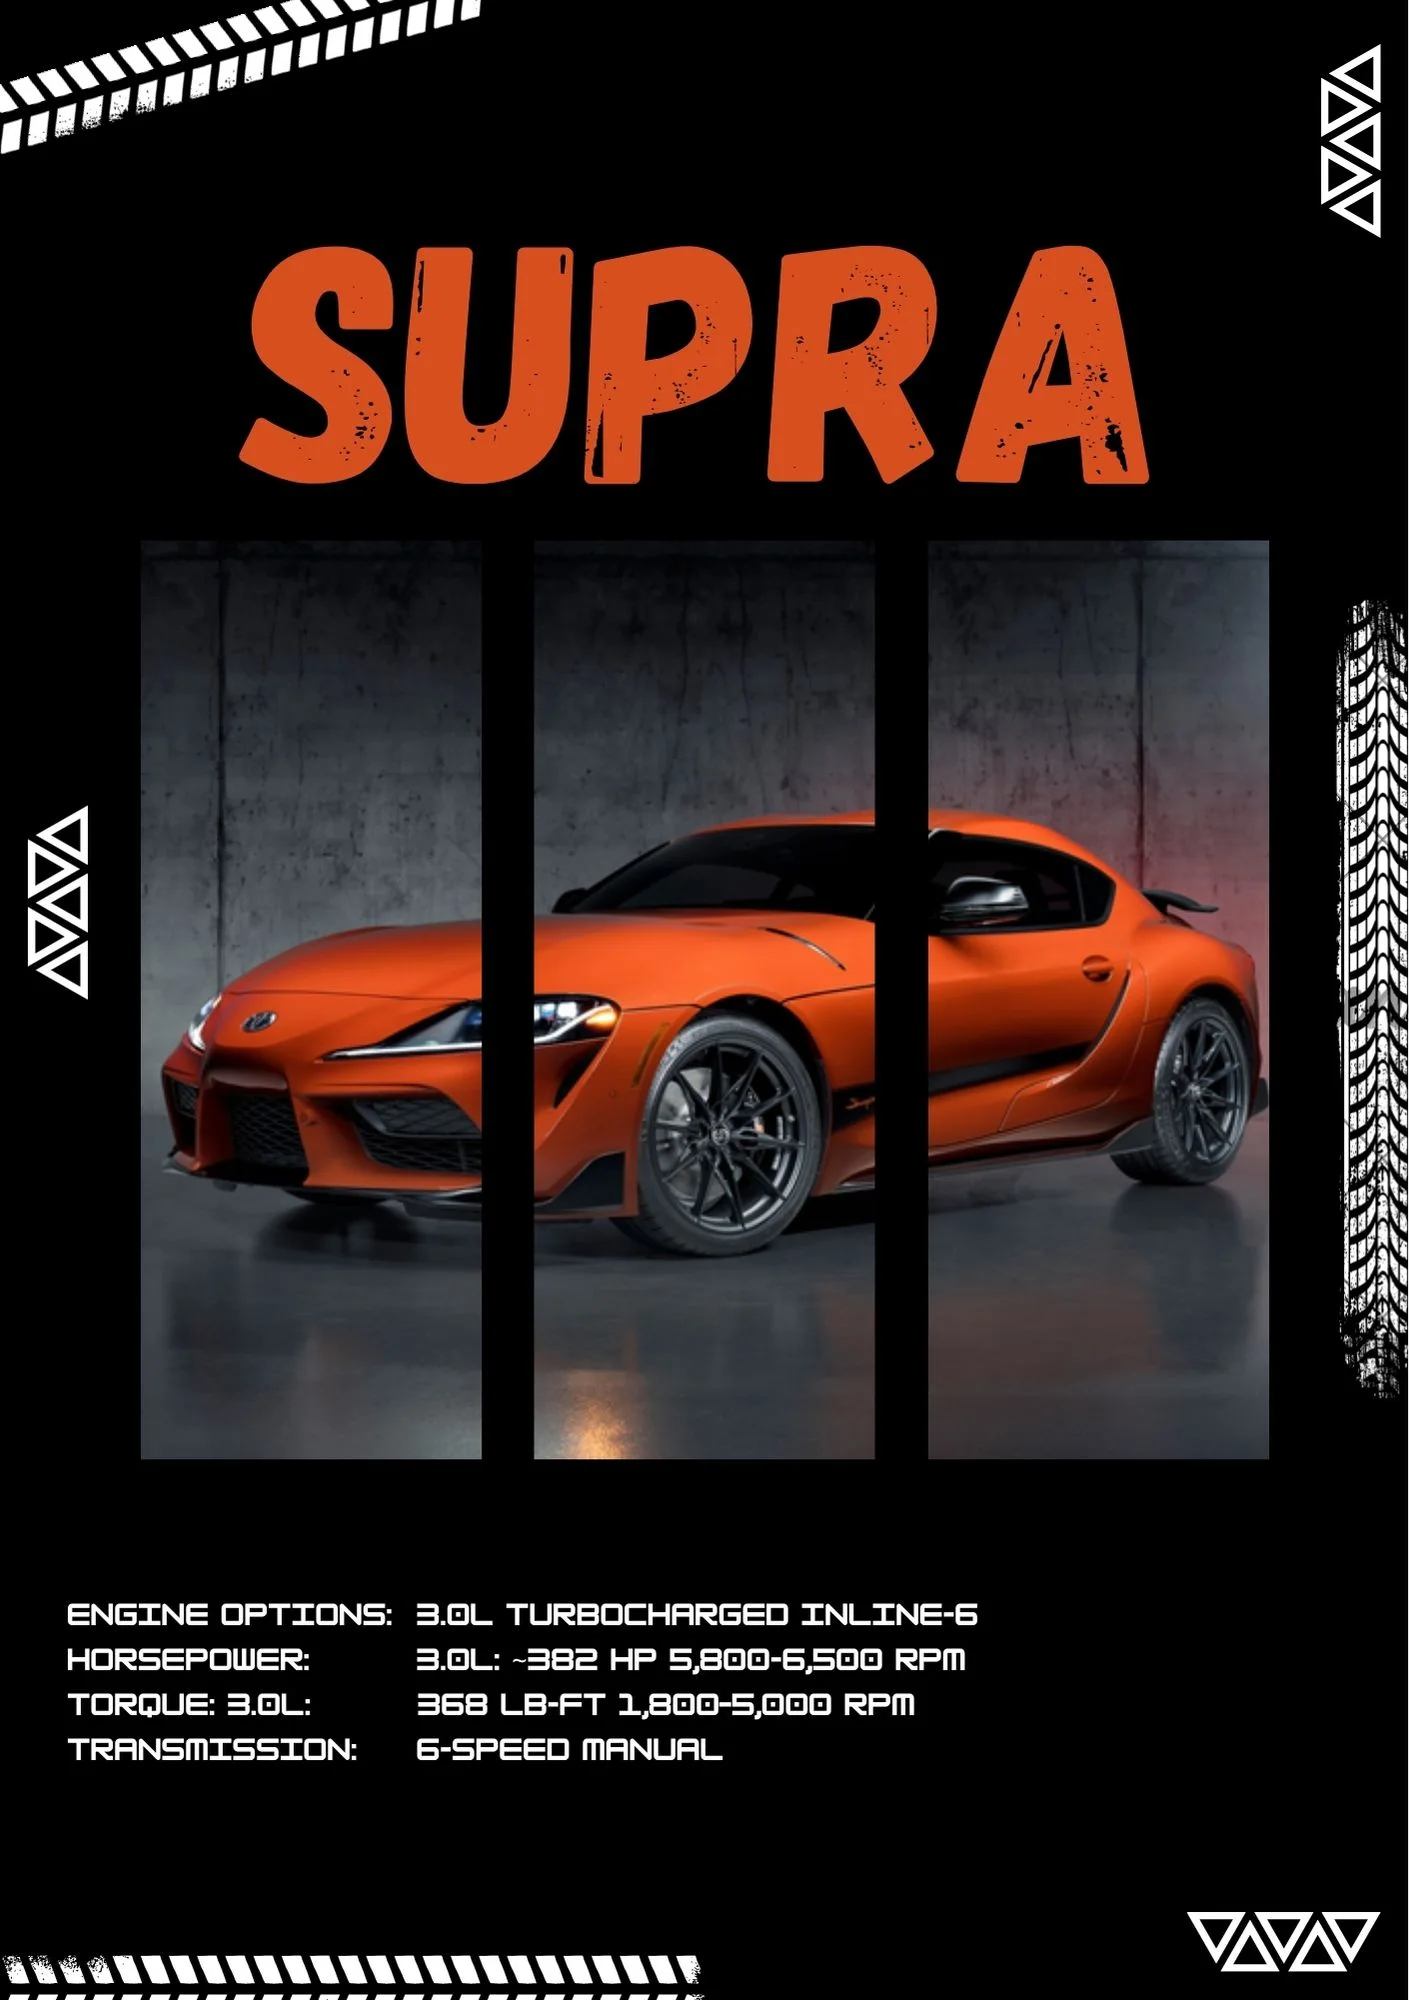 SUPRA
ENGINE OPTIONS: 3.0L TURBOCHARGED INLINE-6
HORSEPOWER: 3.0L: ~382 HP 5,800-6,500 RPM
TORQUE: 3.0L: 368 LB-FT 1,800-5,000 RPM
TRANSMISSION: 6-SPEED MANUAL